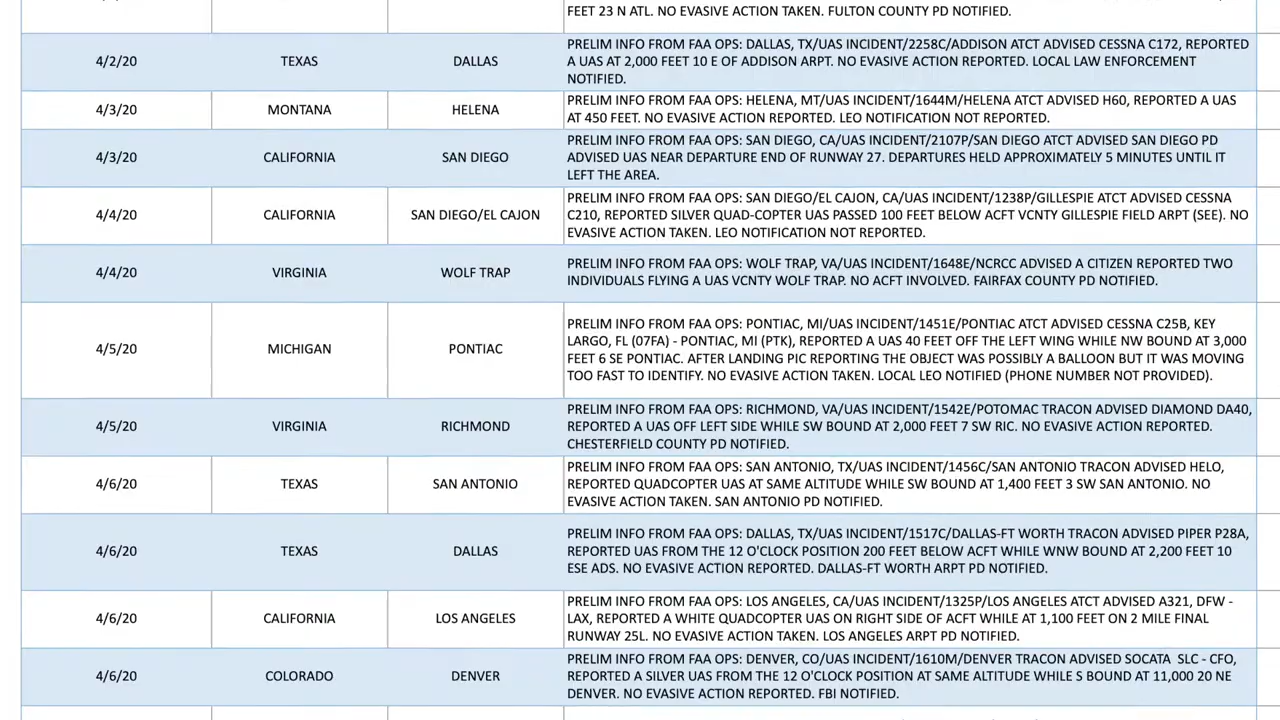 FEET 23 N ATL. NO EVASIVE ACTION TAKEN. FULTON COUNTY PD NOTIFIED.
4/2/20 TEXAS DALLAS
PRELIM INFO FROM FAA OPS: DALLAS, TX/UAS INCIDENT/2258C/ADDISON ATCT ADVISED CESSNA C172, REPORTED
A UAS AT 2,000 FEET 10 E OF ADDISON ARPT. NO EVASIVE ACTION REPORTED. LOCAL LAW ENFORCEMENT
NOTIFIED.
4/3/20 MONTANA HELENA
PRELIM INFO FROM FAA OPS: HELENA, MT/UAS INCIDENT/1644M/HELENA ATCT ADVISED H60, REPORTED A UAS
AT 450 FEET. NO EVASIVE ACTION REPORTED. LEO NOTIFICATION NOT REPORTED.
4/3/20 CALIFORNIA SAN DIEGO
PRELIM INFO FROM FAA OPS: SAN DIEGO, CA/UAS INCIDENT/2107P/SAN DIEGO ATCT ADVISED SAN DIEGO PD
ADVISED UAS NEAR DEPARTURE END OF RUNWAY 27. DEPARTURES HELD APPROXIMATELY 5 MINUTES UNTIL IT
LEFT THE AREA.
4/4/20 CALIFORNIA SAN DIEGO/EL CAJON
PRELIM INFO FROM FAA OPS: SAN DIEGO/EL CAJON, CA/UAS INCIDENT/1238P/GILLESPIE ATCT ADVISED CESSNA
C210, REPORTED SILVER QUAD-COPTER UAS PASSED 100 FEET BELOW ACFT VCNTY GILLESPIE FIELD ARPT (SEE). NO
EVASIVE ACTION TAKEN. LEO NOTIFICATION NOT REPORTED.
4/4/20 VIRGINIA WOLF TRAP
PRELIM INFO FROM FAA OPS: WOLF TRAP, VA/UAS INCIDENT/1648E/NCRCC ADVISED A CITIZEN REPORTED TWO
INDIVIDUALS FLYING A UAS VCNTY WOLF TRAP. NO ACFT INVOLVED. FAIRFAX COUNTY PD NOTIFIED.
4/5/20 MICHIGAN PONTIAC
PRELIM INFO FROM FAA OPS: PONTIAC, MI/UAS INCIDENT/1451E/PONTIAC ATCT ADVISED CESSNA C25B, KEY
LARGO, FL (07FA) - PONTIAC, MI (PTK), REPORTED A UAS 40 FEET OFF THE LEFT WING WHILE NW BOUND AT 3,000
FEET 6 SE PONTIAC. AFTER LANDING PIC REPORTING THE OBJECT WAS POSSIBLY A BALLOON BUT IT WAS MOVING
TOO FAST TO IDENTIFY. NO EVASIVE ACTION TAKEN. LOCAL LEO NOTIFIED (PHONE NUMBER NOT PROVIDED).
4/5/20 VIRGINIA RICHMOND
PRELIM INFO FROM FAA OPS: RICHMOND, VA/UAS INCIDENT/1542E/POTOMAC TRACON ADVISED DIAMOND DA40,
REPORTED A UAS OFF LEFT SIDE WHILE SW BOUND AT 2,000 FEET 7 SW RIC. NO EVASIVE ACTION REPORTED.
CHESTERFIELD COUNTY PD NOTIFIED.
4/6/20 TEXAS SAN ANTONIO
PRELIM INFO FROM FAA OPS: SAN ANTONIO, TX/UAS INCIDENT/1456C/SAN ANTONIO TRACON ADVISED HELO,
REPORTED QUADCOPTER UAS AT SAME ALTITUDE WHILE SW BOUND AT 1,400 FEET 3 SW SAN ANTONIO. NO
EVASIVE ACTION TAKEN. SAN ANTONIO PD NOTIFIED.
4/6/20 TEXAS DALLAS
PRELIM INFO FROM FAA OPS: DALLAS, TX/UAS INCIDENT/1517C/DALLAS-FT WORTH TRACON ADVISED PIPER P28A,
REPORTED UAS FROM THE 12 O'CLOCK POSITION 200 FEET BELOW ACFT WHILE WNW BOUND AT 2,200 FEET 10
ESE ADS. NO EVASIVE ACTION REPORTED. DALLAS-FT WORTH ARPT PD NOTIFIED.
4/6/20 CALIFORNIA LOS ANGELES
PRELIM INFO FROM FAA OPS: LOS ANGELES, CA/UAS INCIDENT/1325P/LOS ANGELES ATCT ADVISED A321, DFW -
LAX, REPORTED A WHITE QUADCOPTER UAS ON RIGHT SIDE OF ACFT WHILE AT 1,100 FEET ON 2 MILE FINAL
RUNWAY 25L. NO EVASIVE ACTION TAKEN. LOS ANGELES ARPT PD NOTIFIED.
4/6/20 COLORADO DENVER
PRELIM INFO FROM FAA OPS: DENVER, CO/UAS INCIDENT/1610M/DENVER TRACON ADVISED SOCATA SLC - CFO,
REPORTED A SILVER UAS FROM THE 12 O'CLOCK POSITION AT SAME ALTITUDE WHILE S BOUND AT 11,000 20 NE
DENVER. NO EVASIVE ACTION REPORTED. FBI NOTIFIED.